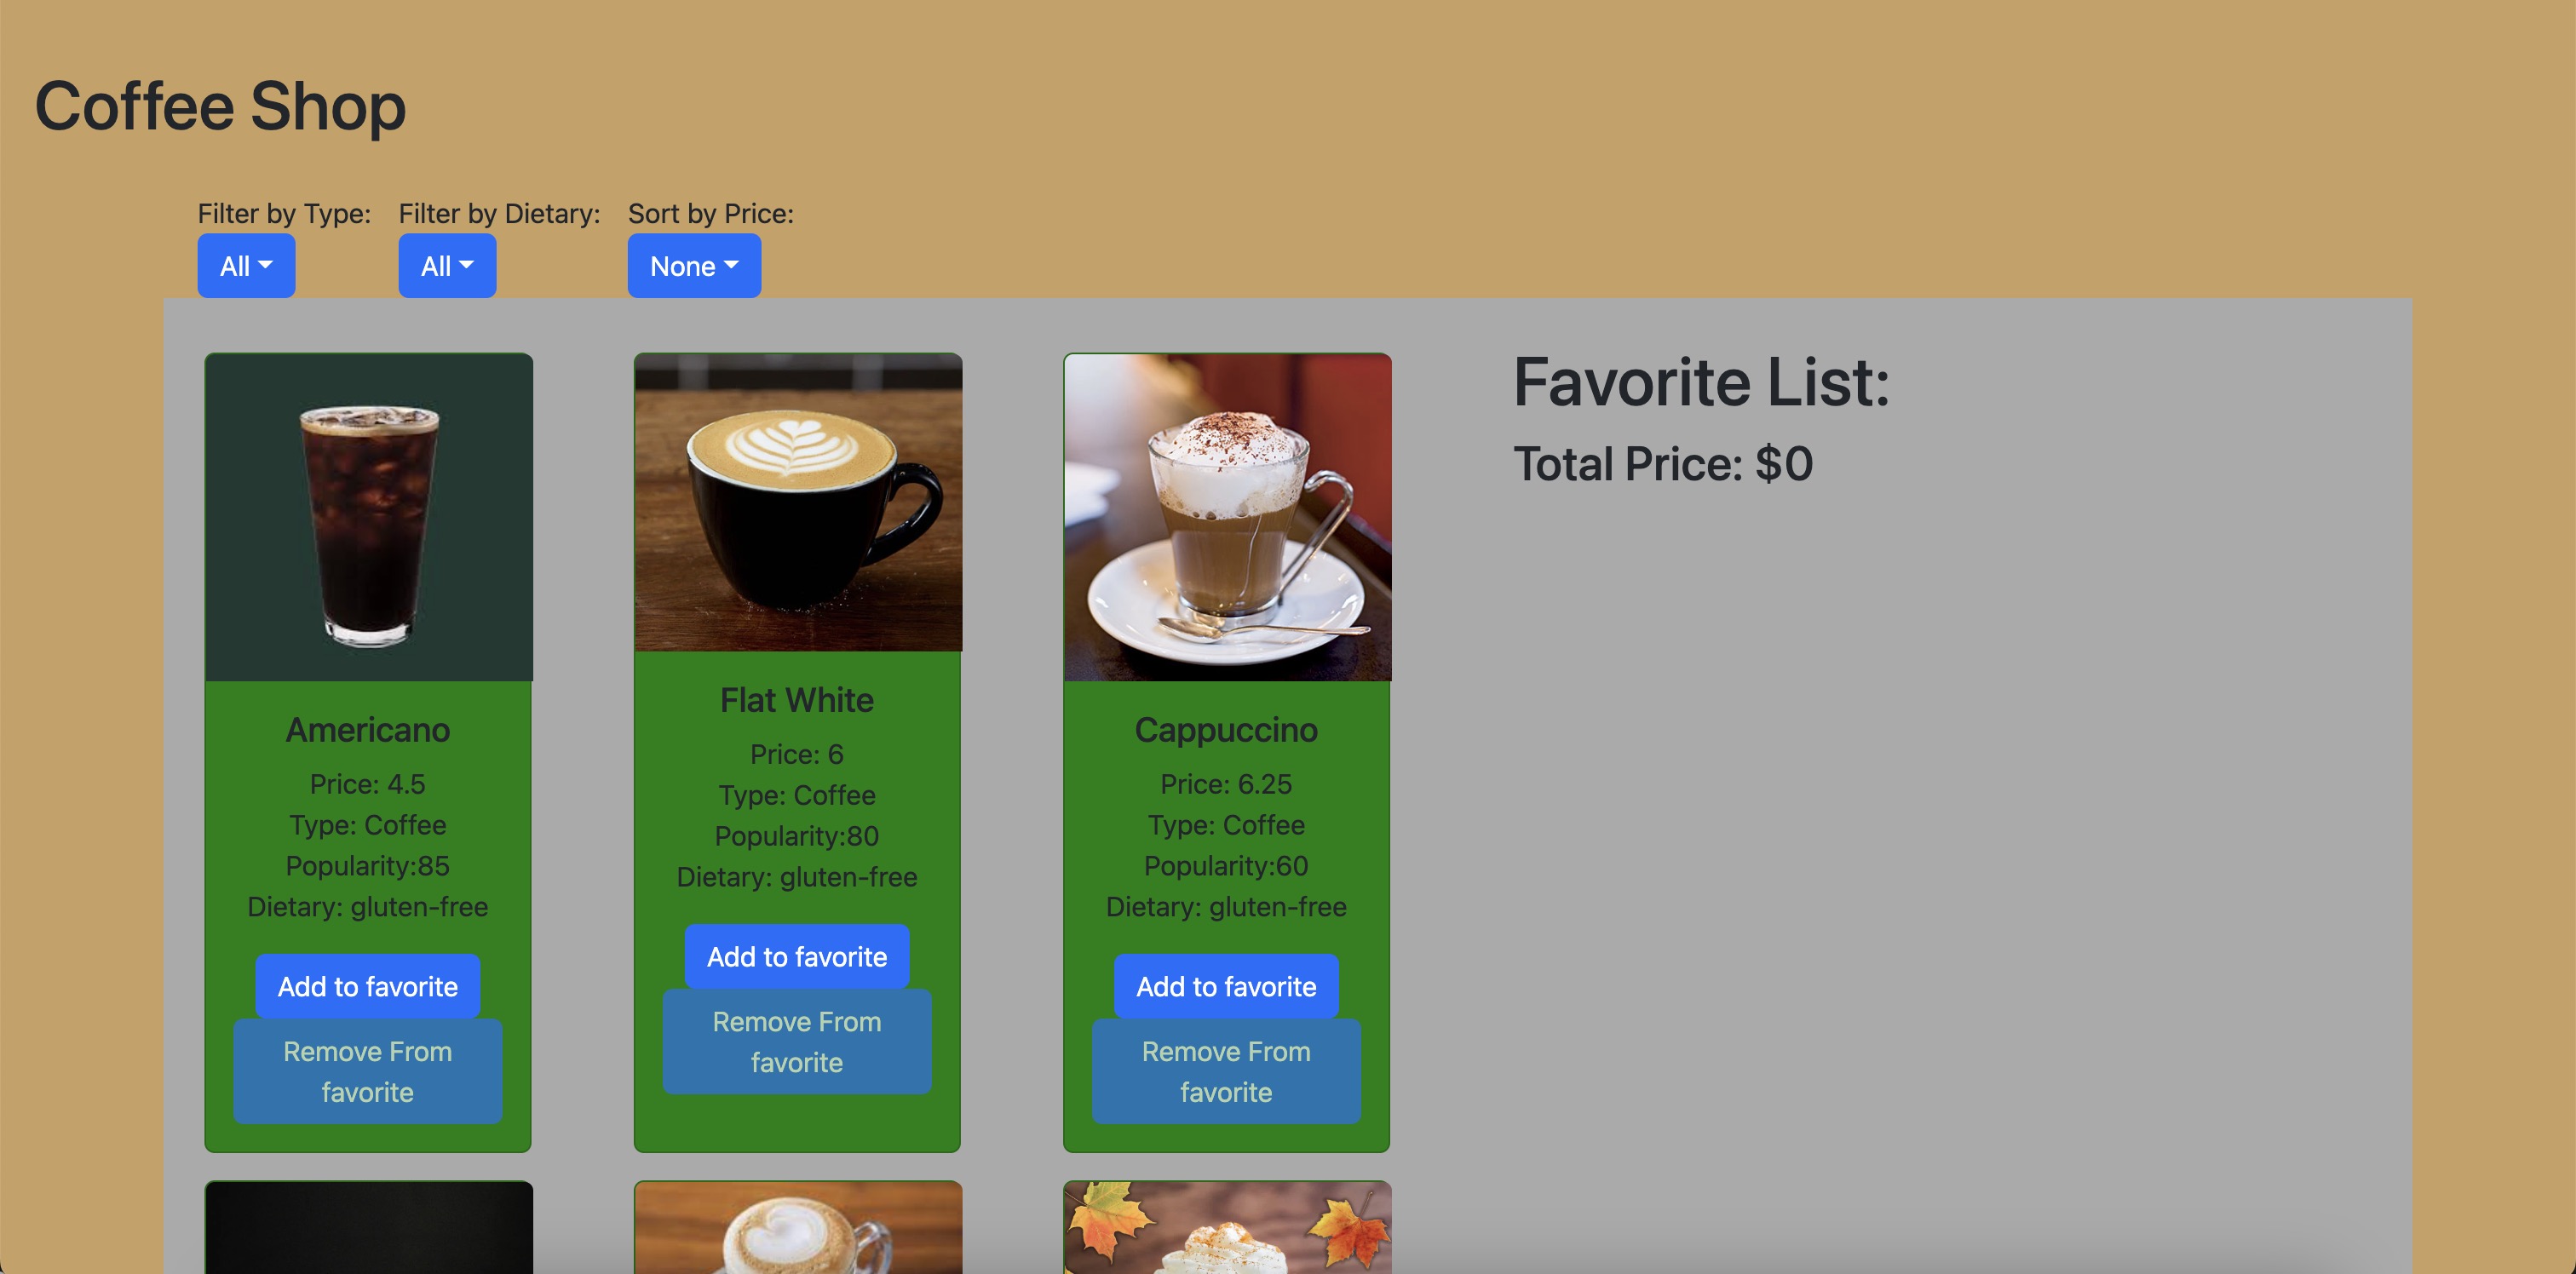 Coffee Shop
Filter by Type: Filter by Dietary: Sort by Price:
All All None
Favorite List:
Total Price: $0
Americano
Price: 4.5
Type: Coffee
Popularity:85
Dietary: gluten-free
Add to favorite
Remove From
favorite
Flat White
Price: 6
Type: Coffee
Popularity:80
Dietary: gluten-free
Add to favorite
Remove From
favorite
Cappuccino
Price: 6.25
Type: Coffee
Popularity:60
Dietary: gluten-free
Add to favorite
Remove From
favorite